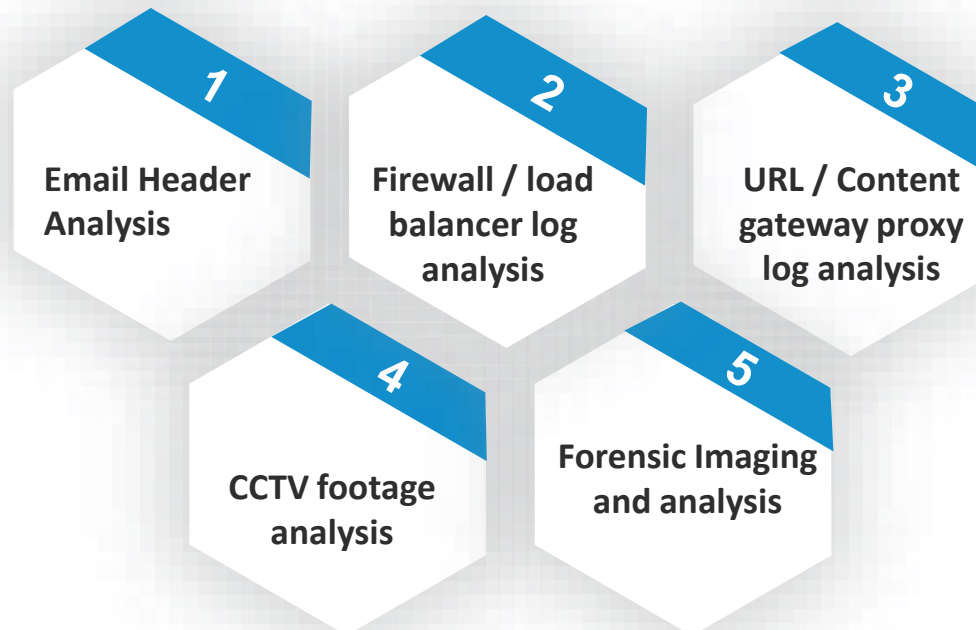 1
Email Header
Analysis
2
Firewall / load
balancer log
analysis
3
URL / Content
gateway proxy
log analysis
4
CCTV footage
analysis
5
Forensic Imaging
and analysis